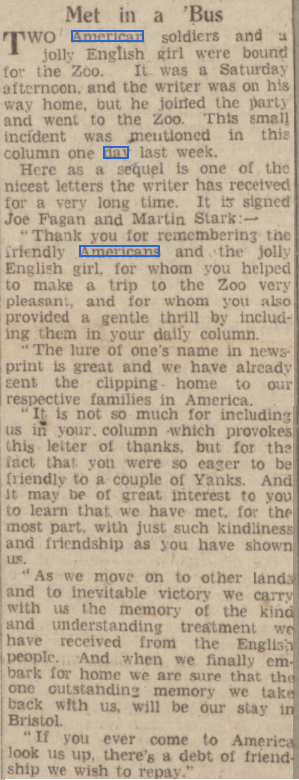 Met in a 'Bus
TWO American soldiers and a
jolly English girl were bound
for the Zoo. It was a Saturday
afternoon, and the writer was on his
way home, but he joined the party
and went to the Zoo. This small
incident was mentioned in this
column one day last week.
Here as a sequel is one of the
nicest letters the writer has received
for a very long time. It is signed
Joe Fagan and Martin Stark:—
"Thank you for remembering the
friendly Americans and the jolly
English girl, for whom you helped
to make a trip to the Zoo very
pleasant, and for whom you also
provided a gentle thrill by includ-
ing them in your daily column.
"The lure of one's name in news-
print is great and we have already
sent the clipping home to our
respective families in America.
"It is not so much for including
us in your column which provokes
this letter of thanks, but for the
fact that you were so eager to be
friendly to a couple of Yanks. And
it may be of great interest to you
to learn that we have met, for the
most part, with just such kindliness
and friendship as you have shown
us.
"As we move on to other lands
and to inevitable victory we carry
with us the memory of the kind
and understanding treatment we
have received from the English
people. And when we finally em-
bark for home we are sure that the
one outstanding memory we take
back with us, will be our stay in
Bristol.
"If you ever come to America
look us up, there's a debt of friend-
ship we wish to repay."